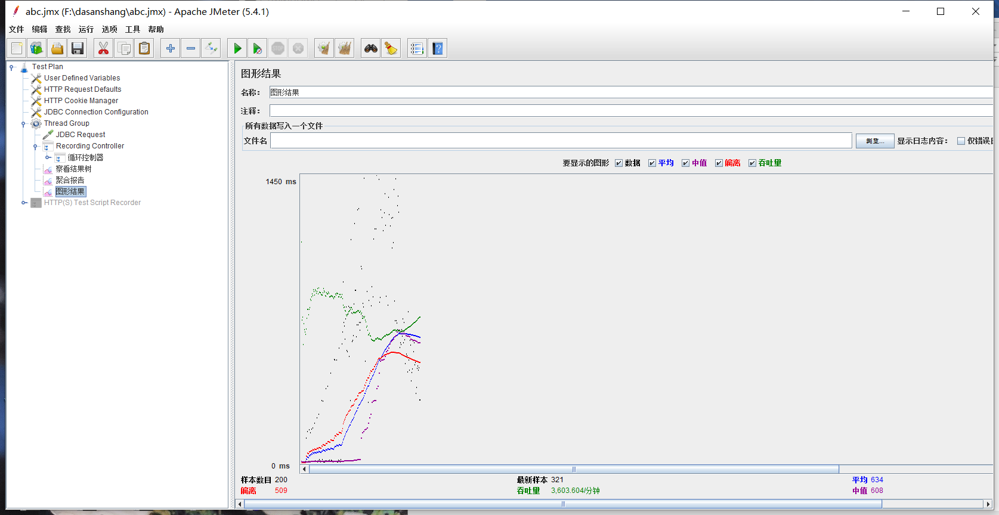 abc.jmx (F:\dasanshang\abc.jmx) - Apache JMeter (5.4.1)
文件 编辑 查找 运行 选项 工具 帮助
Test Plan
User Defined Variables
HTTP Request Defaults
HTTP Cookie Manager
JDBC Connection Configuration
Thread Group
JDBC Request
Recording Controller
循环控制器
察看结果树
聚合报告
图形结果
HTTP(S) Test Script Recorder
图形结果
名称： 图形结果
注释：
所有数据写入一个文件
文件名 浏览... 显示日志内容： 仅错误日
要显示的图形 数据 平均 中值 偏离 吞吐量
1450 ms
0 ms
样本数目 200 最新样本 321 平均 634
偏离 509 吞吐量 3,603.604/分钟 中值 608